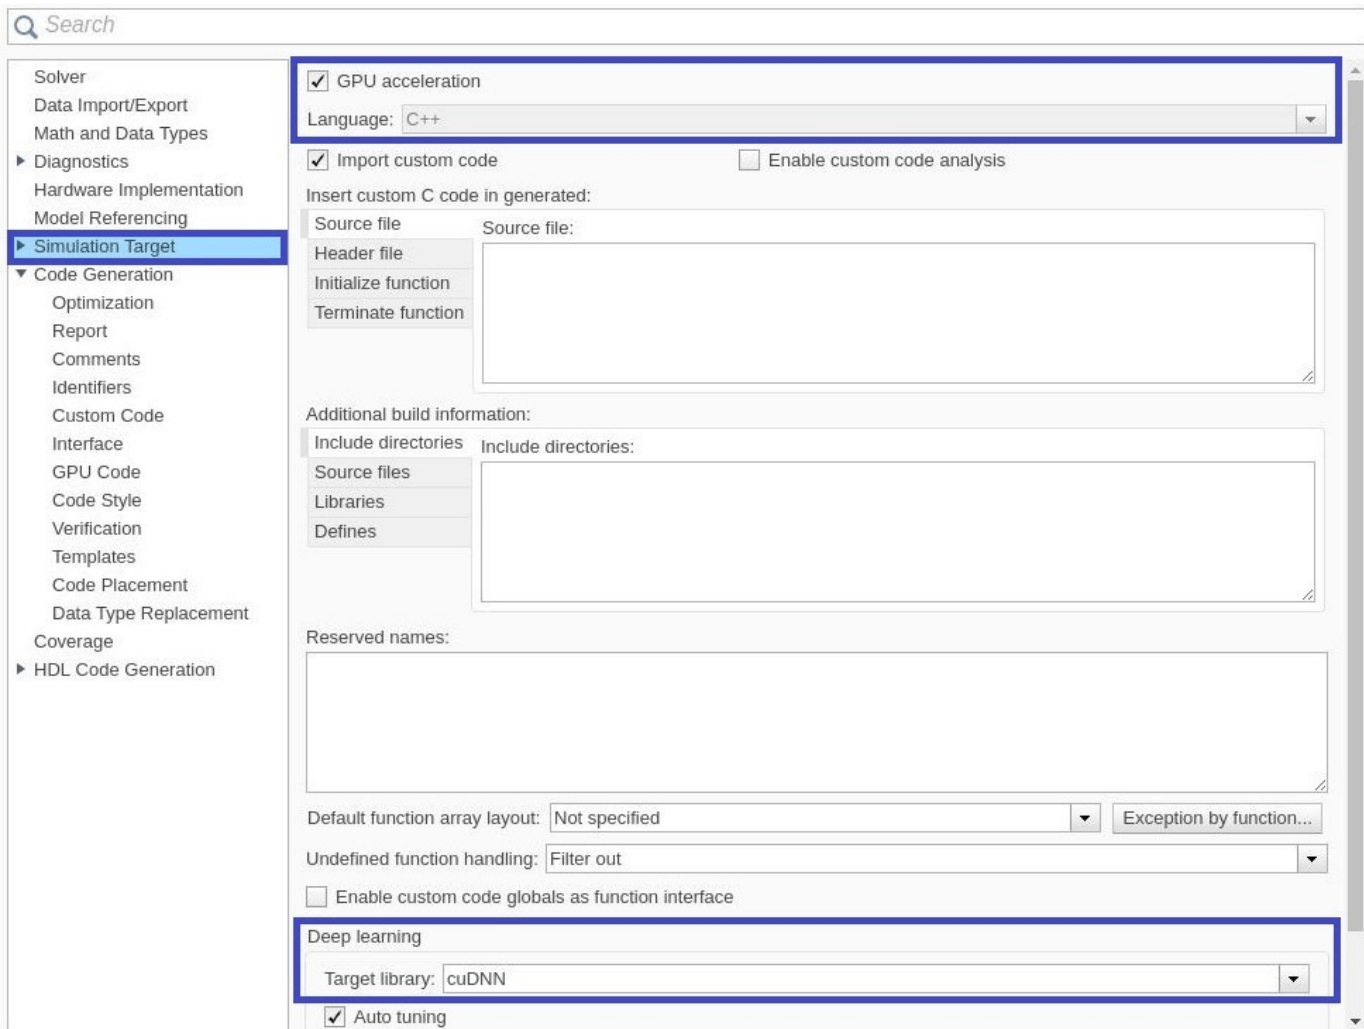 Search
Solver
Data Import/Export
Math and Data Types
Diagnostics
Hardware Implementation
Model Referencing
Simulation Target
Code Generation
Optimization
Report
Comments
Identifiers
Custom Code
Interface
GPU Code
Code Style
Verification
Templates
Code Placement
Data Type Replacement
Coverage
HDL Code Generation
GPU acceleration
Language: C++
Import custom code Enable custom code analysis
Insert custom C code in generated:
Source file
Header file
Initialize function
Terminate function
Source file:
Additional build information:
Include directories
Source files
Libraries
Defines
Include directories:
Reserved names:
Default function array layout: Not specified Exception by function...
Undefined function handling: Filter out
Enable custom code globals as function interface
Deep learning
Target library: cuDNN
Auto tuning